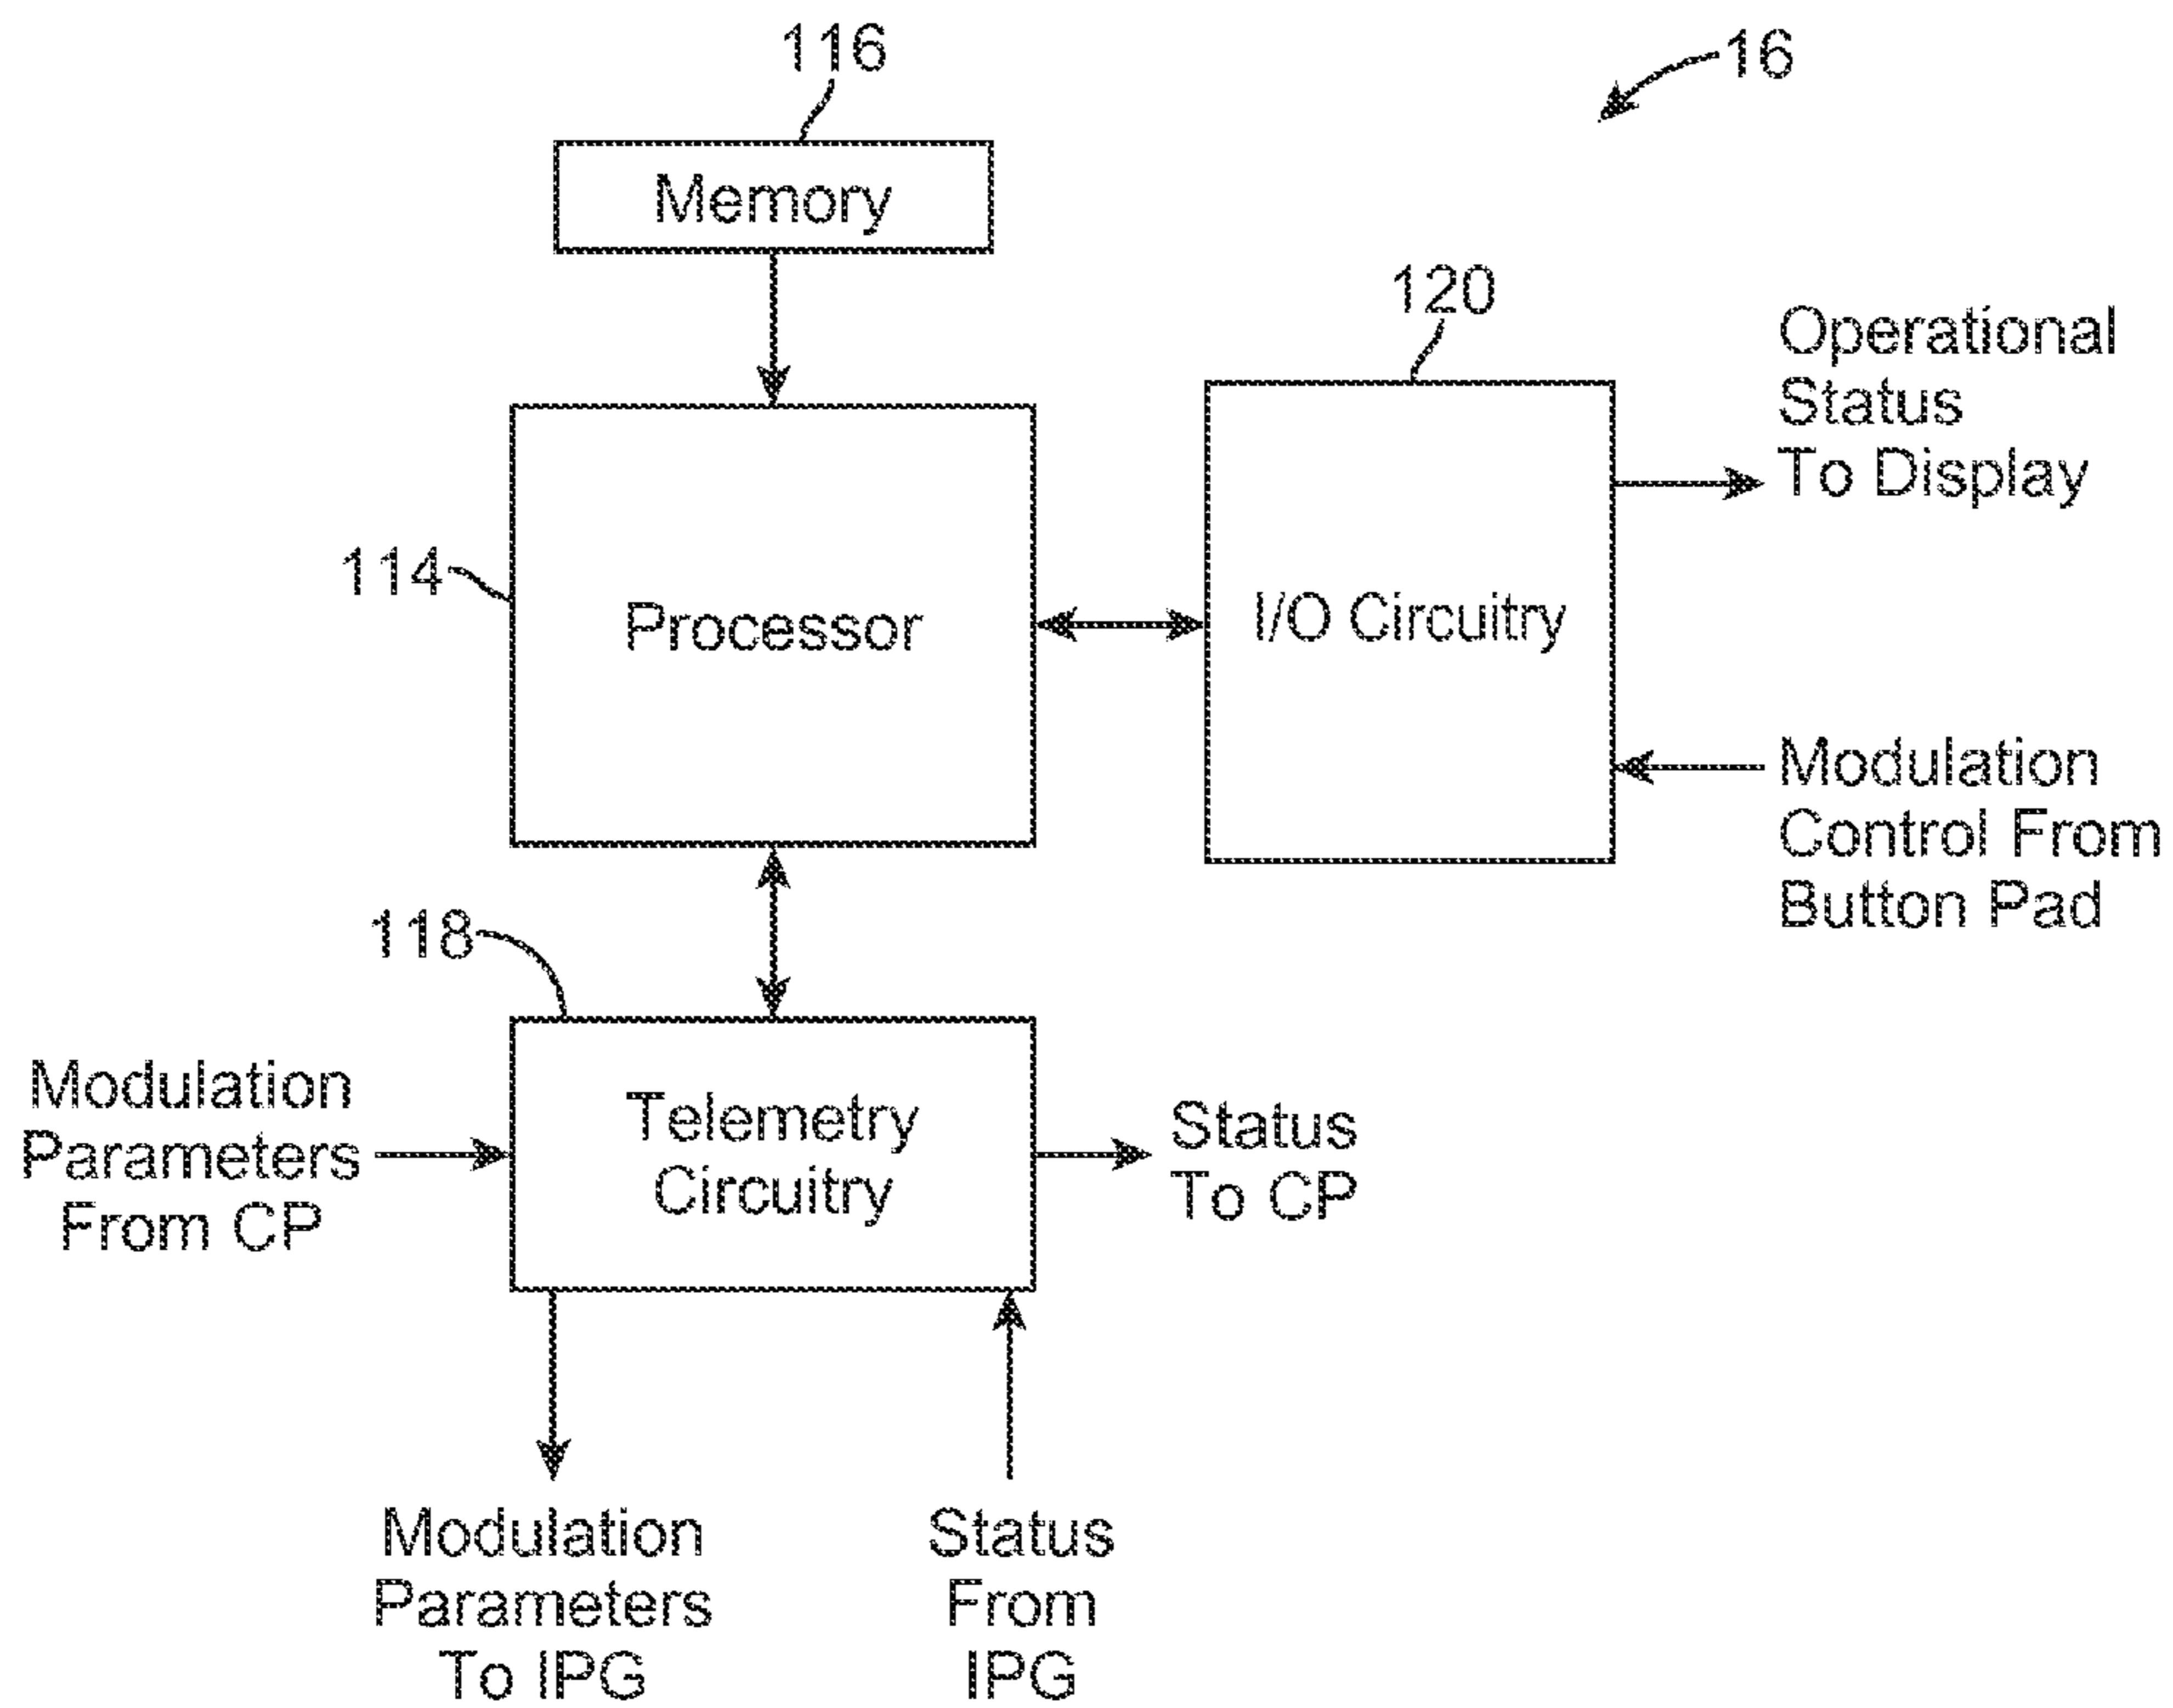 116
16
Memory
120
Operational
Status
To Display
114
Processor
I/O Circuitry
Modulation
Control From
Button Pad
118
Modulation
Parameters
From CP
Telemetry
Circuitry
Status
To CP
Modulation
Parameters
To IPG
Status
From
IPG